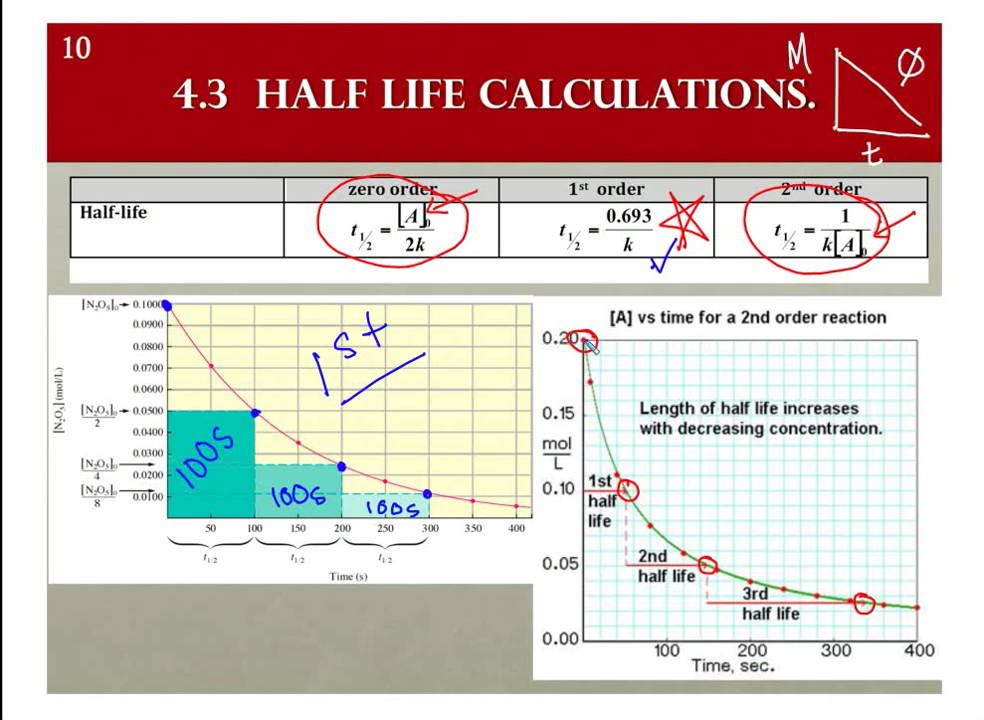 10
4.3 HALF LIFE CALCULATIONS.
M
Ø
t
zero order 1st order 2nd order
Half-life t½ = [A]0 / 2k t½ = 0.693 / k t½ = 1 / k[A]0
[N₂O₅]0
0.1000
0.0900
0.0800
0.0700
0.0600
[N₂O₅]0 / 2
0.0500
0.0400
0.0300
[N₂O₅]0 / 4
0.0200
[N₂O₅]0 / 8
0.0100
[N₂O₅] (mol/L)
1st
100s
100s
100s
50 100 150 200 250 300 350 400
t1/2 t1/2 t1/2
Time (s)
[A] vs time for a 2nd order reaction
0.20
Length of half life increases
with decreasing concentration.
0.15
mol
L
0.10
1st
half
life
0.05
2nd
half life
3rd
half life
0.00
100 200 300 400
Time, sec.